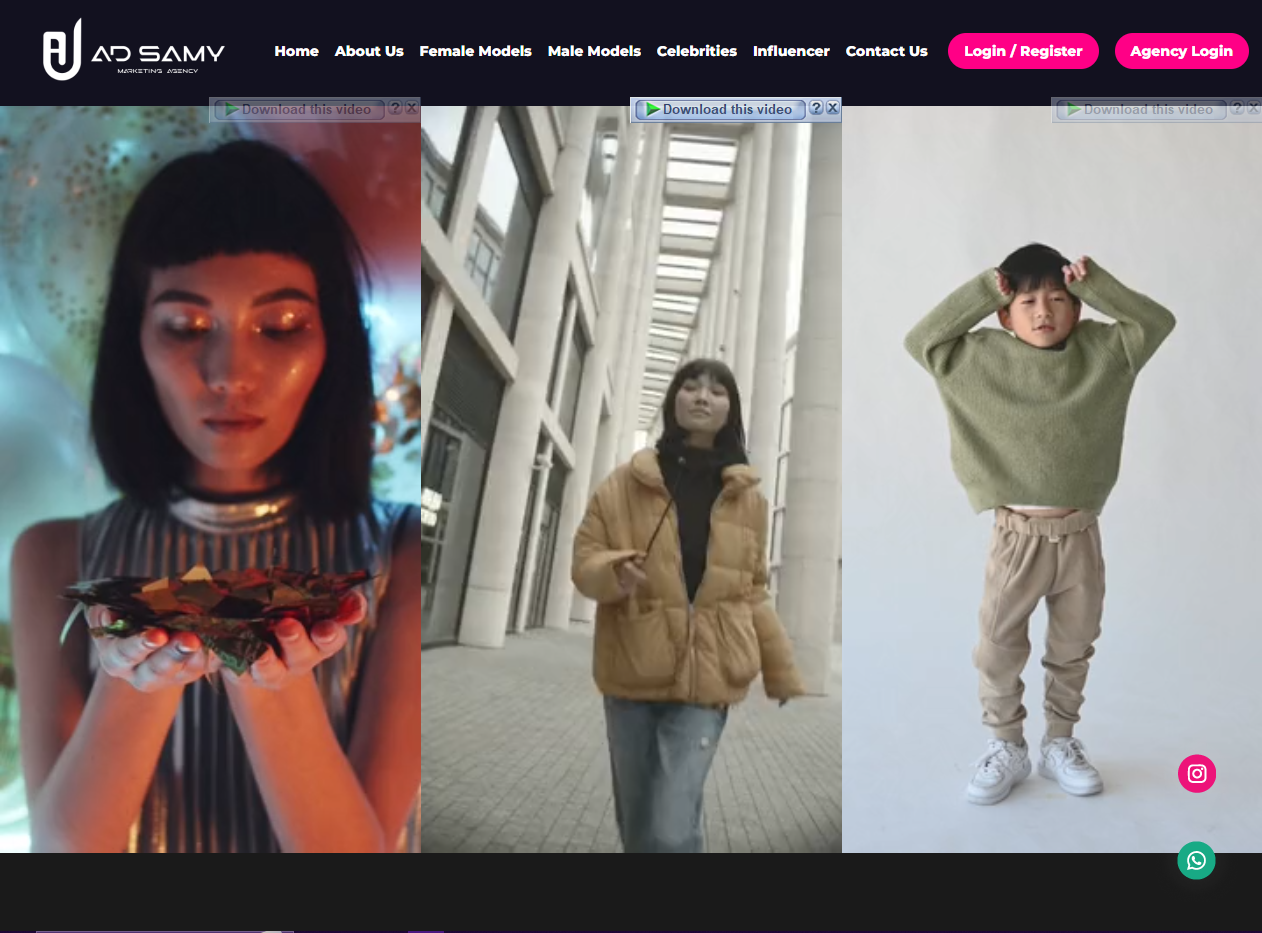 AD SAMY
MARKETING AGENCY
Home
About Us
Female Models
Male Models
Celebrities
Influencer
Contact Us
Login / Register
Agency Login
Download this video ? X
Download this video ? X
Download this video ? X